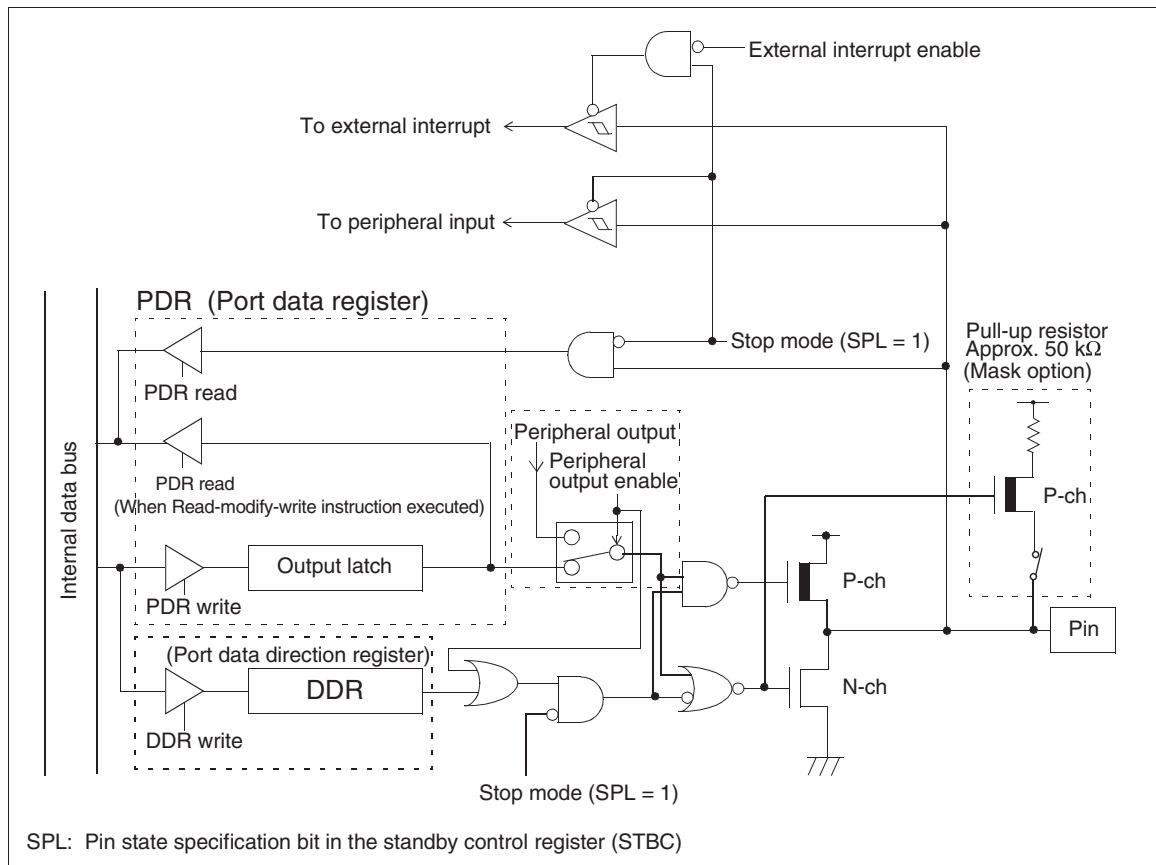 External interrupt enable
To external interrupt
To peripheral input
PDR (Port data register)
Stop mode (SPL = 1)
Pull-up resistor
Approx. 50 kΩ
(Mask option)
PDR read
Peripheral output
Peripheral
output enable
PDR read
(When Read-modify-write instruction executed)
P-ch
Internal data bus
Output latch
P-ch
PDR write
Pin
(Port data direction register)
DDR
N-ch
DDR write
Stop mode (SPL = 1)
SPL: Pin state specification bit in the standby control register (STBC)